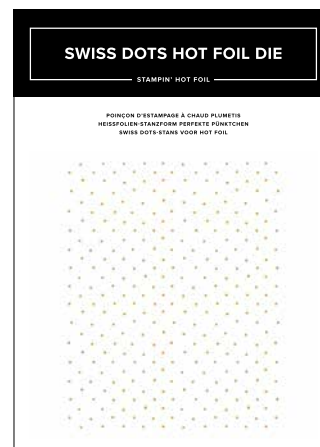 SWISS DOTS HOT FOIL DIE
STAMPIN' HOT FOIL
POINÇON D'ESTAMPAGE À CHAUD PLUMETIS
HEISSFOLIEN-STANZFORM PERFEKTE PÜNKTCHEN
SWISS DOTS-STANS VOOR HOT FOIL